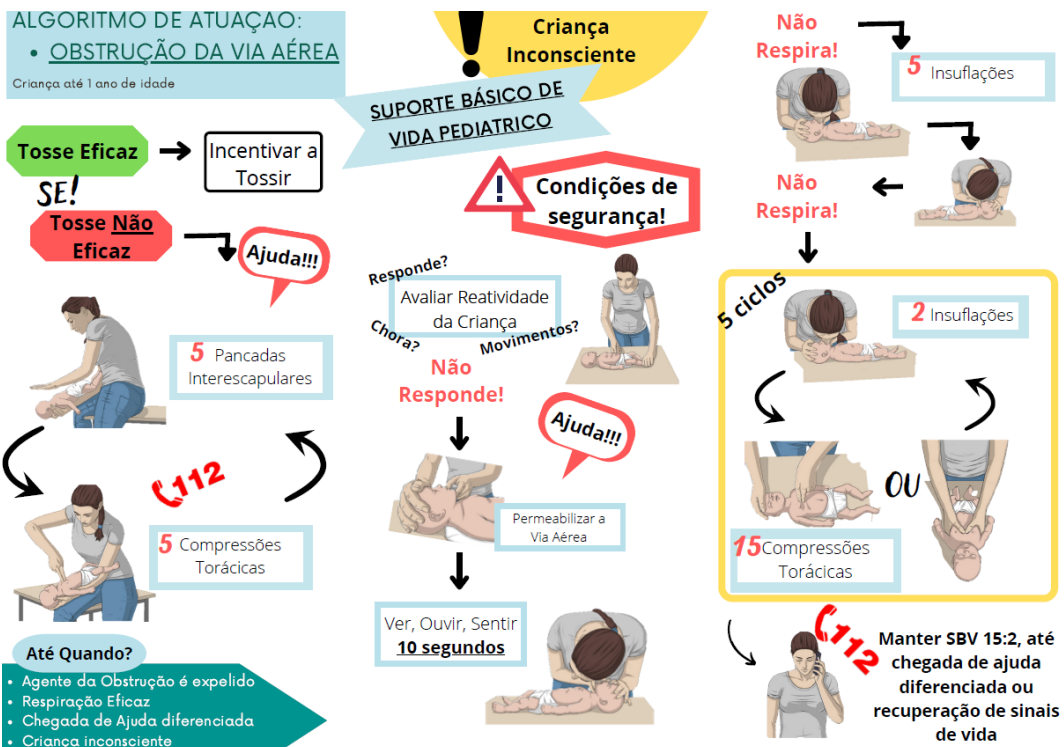 ALGORITMO DE ATUAÇÃO:
• OBSTRUÇÃO DA VIA AÉREA
Criança até 1 ano de idade
Tosse Eficaz
Incentivar a
Tossir
SE!
Tosse Não
Eficaz
Ajuda!!!
5 Pancadas
Interescapulares
112
5 Compressões
Torácicas
Até Quando?
• Agente da Obstrução é expelido
• Respiração Eficaz
• Chegada de Ajuda diferenciada
• Criança inconsciente
!
Criança
Inconsciente
SUPORTE BÁSICO DE
VIDA PEDIATRICO
!
Condições de
segurança!
Responde?
Avaliar Reatividade
da Criança
Chora?
Movimentos?
Não
Responde!
Ajuda!!!
Permeabilizar a
Via Aérea
Ver, Ouvir, Sentir
10 segundos
Não
Respira!
5 Insuflações
Não
Respira!
5 ciclos
2 Insuflações
OU
15 Compressões
Torácicas
112
Manter SBV 15:2, até
chegada de ajuda
diferenciada ou
recuperação de sinais
de vida